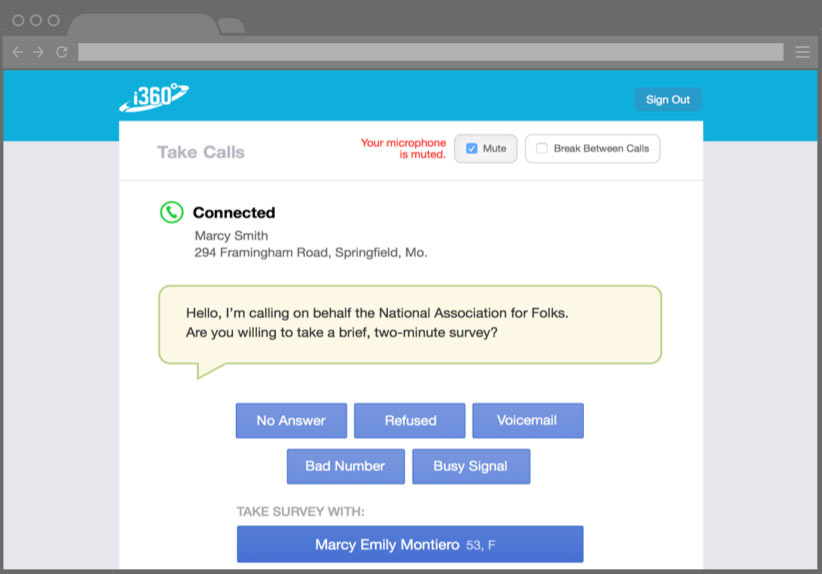 i360°
Sign Out
Take Calls
Your microphone
is muted.
Mute
Break Between Calls
Connected
Marcy Smith
294 Framingham Road, Springfield, Mo.
Hello, I'm calling on behalf the National Association for Folks.
Are you willing to take a brief, two-minute survey?
No Answer
Refused
Voicemail
Bad Number
Busy Signal
TAKE SURVEY WITH:
Marcy Emily Montiero 53, F